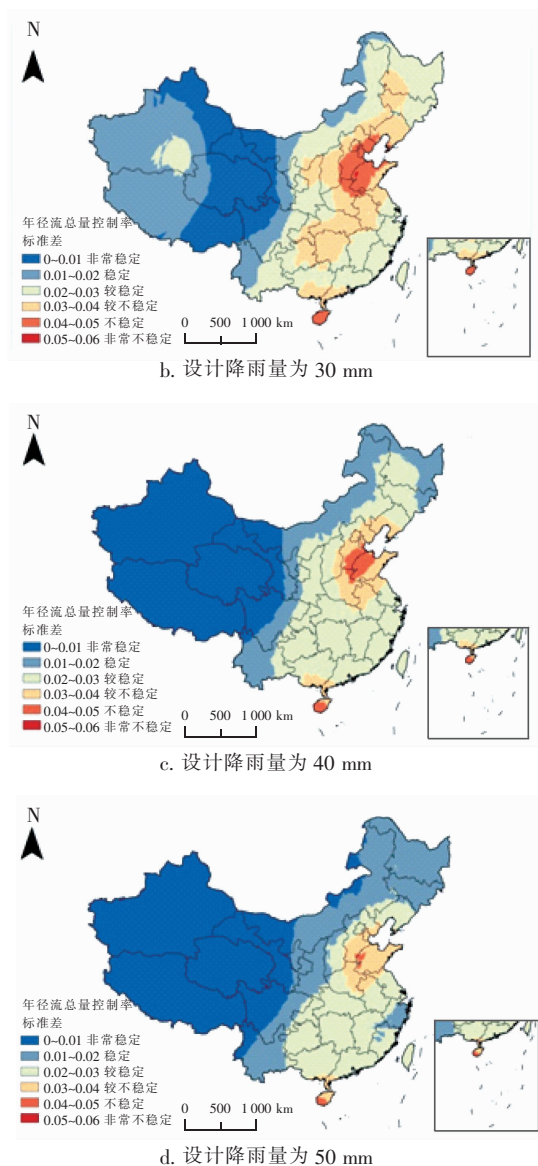 N
年径流总量控制率
标准差
0~0.01 非常稳定
0.01~0.02 稳定
0.02~0.03 较稳定
0.03~0.04 较不稳定
0.04~0.05 不稳定
0.05~0.06 非常不稳定
0 500 1 000 km
b. 设计降雨量为 30 mm
N
年径流总量控制率
标准差
0~0.01 非常稳定
0.01~0.02 稳定
0.02~0.03 较稳定
0.03~0.04 较不稳定
0.04~0.05 不稳定
0.05~0.06 非常不稳定
0 500 1 000 km
c. 设计降雨量为 40 mm
N
年径流总量控制率
标准差
0~0.01 非常稳定
0.01~0.02 稳定
0.02~0.03 较稳定
0.03~0.04 较不稳定
0.04~0.05 不稳定
0.05~0.06 非常不稳定
0 500 1 000 km
d. 设计降雨量为 50 mm